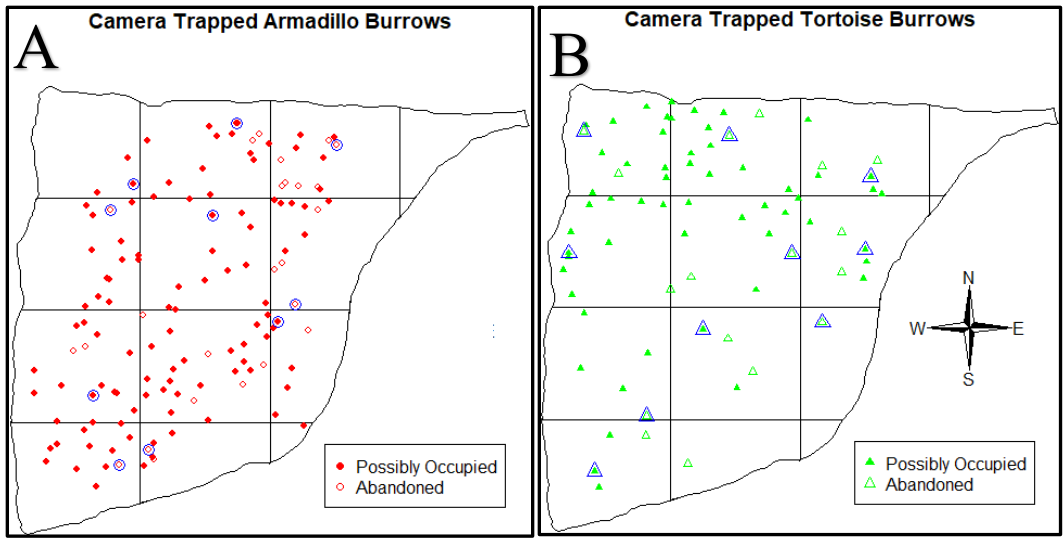 Camera Trapped Armadillo Burrows
A
Possibly Occupied
Abandoned
Camera Trapped Tortoise Burrows
B
N
W E
S
Possibly Occupied
Abandoned